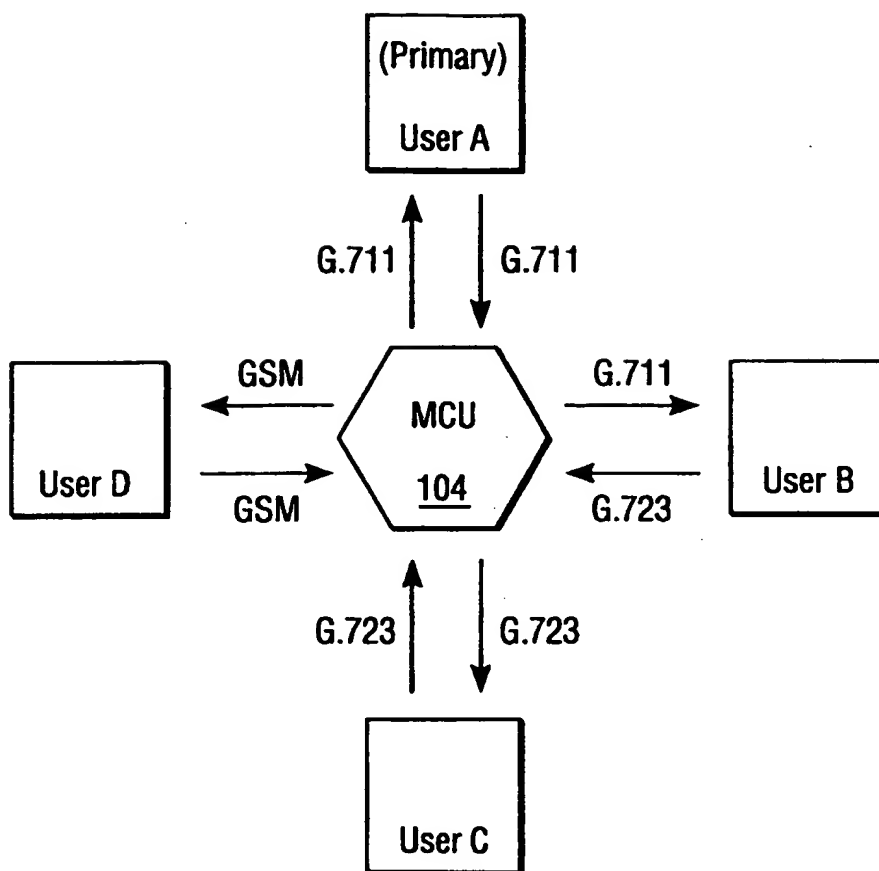 (Primary)
User A
G.711
G.711
GSM
G.711
MCU
User D
104
User B
GSM
G.723
G.723
G.723
User C